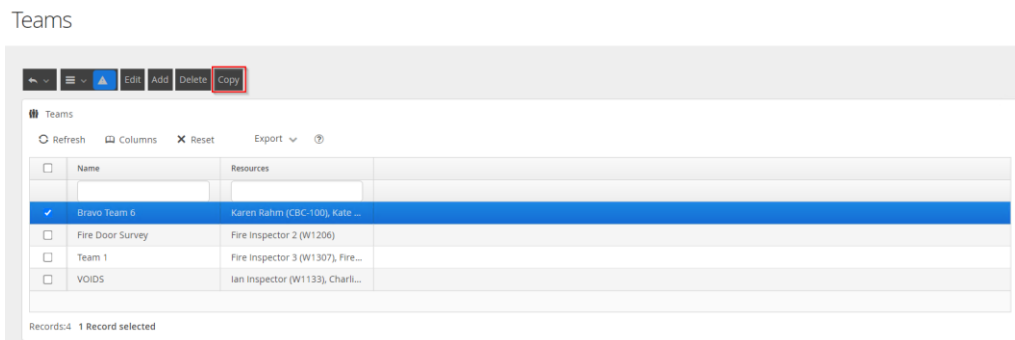 Teams
Edit Add Delete Copy
Teams
Refresh Columns Reset Export
Name Resources
Bravo Team 6 Karen Rahm (CBC-100), Kate ...
Fire Door Survey Fire Inspector 2 (W1206)
Team 1 Fire Inspector 3 (W1307), Fire...
VOIDS Ian Inspector (W1133), Charli...
Records:4 1 Record selected